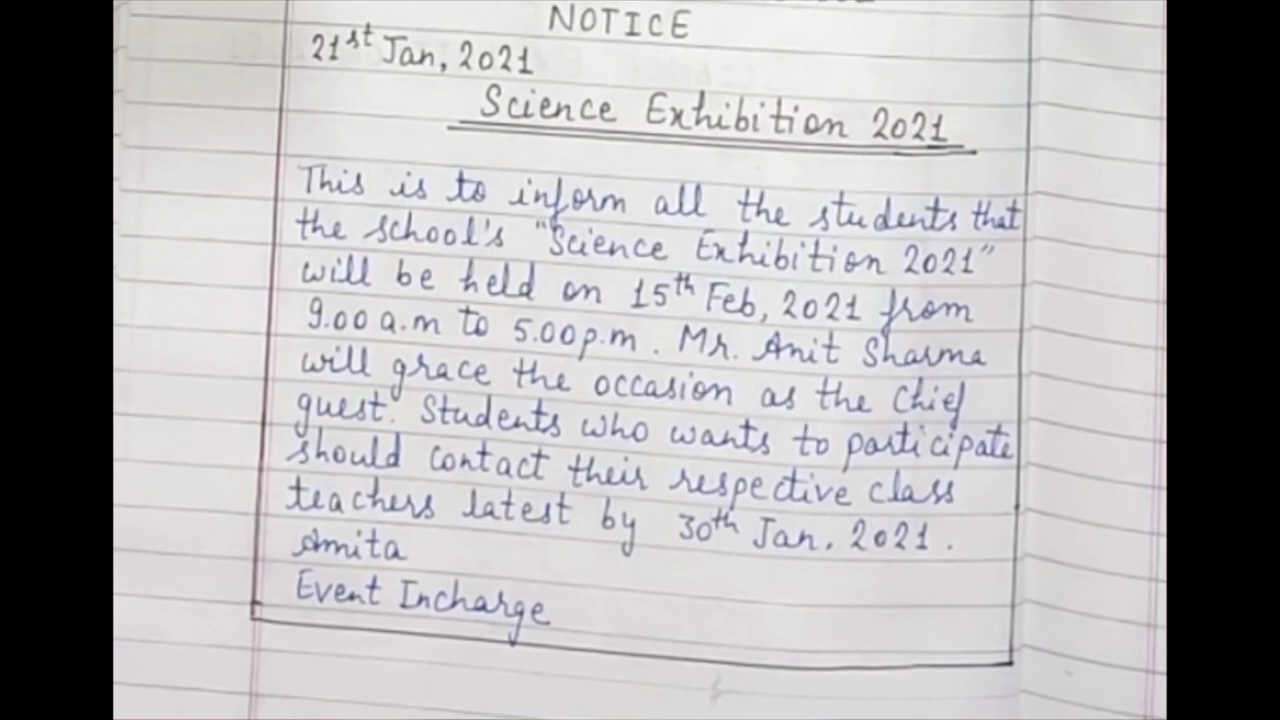 NOTICE
21st Jan, 2021
Science Exhibition 2021
This is to inform all the students that
the school's "Science Exhibition 2021"
will be held on 15th Feb, 2021 from
9.00 a.m to 5.00 p.m. Mr. Anit Sharma
will grace the occasion as the chief
guest. Students who wants to participate
should contact their respective class
teachers latest by 30th Jan. 2021.
Amita
Event Incharge